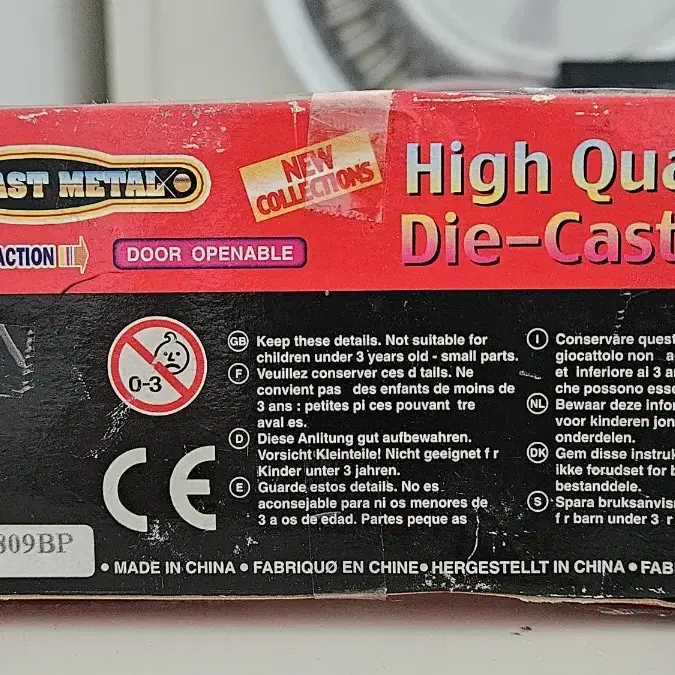 AST METAL
NEW
COLLECTIONS
High Qua
Die-Cast
ACTION
DOOR OPENABLE
0-3
GB Keep these details. Not suitable for
children under 3 years old - small parts.
F Veuillez conserver ces d tails. Ne
convient pas des enfants de moins de
3 ans : petites pi ces pouvant tre
aval es.
D Diese Anlitung gut aufbewahren.
Vorsicht Kleinteile! Nicht geeignet f r
Kinder unter 3 jahren.
E Guarde estos details. No es
aconsejable para ni os menores de
3 a os de edad. Partes peque as
I Conserväre quest
giocattolo non a
et Inferiore ai 3 a
che possono esse
NL Bewaar deze infor
voor kinderen jon
onderdelen.
DK Gem disse instruk
ikke forudset for b
bestanddele.
S Spara bruksanvis
f r barn under 3 r
CE
809BP
• MADE IN CHINA • FABRIQUØ EN CHINE • HERGESTELLT IN CHINA • FAB